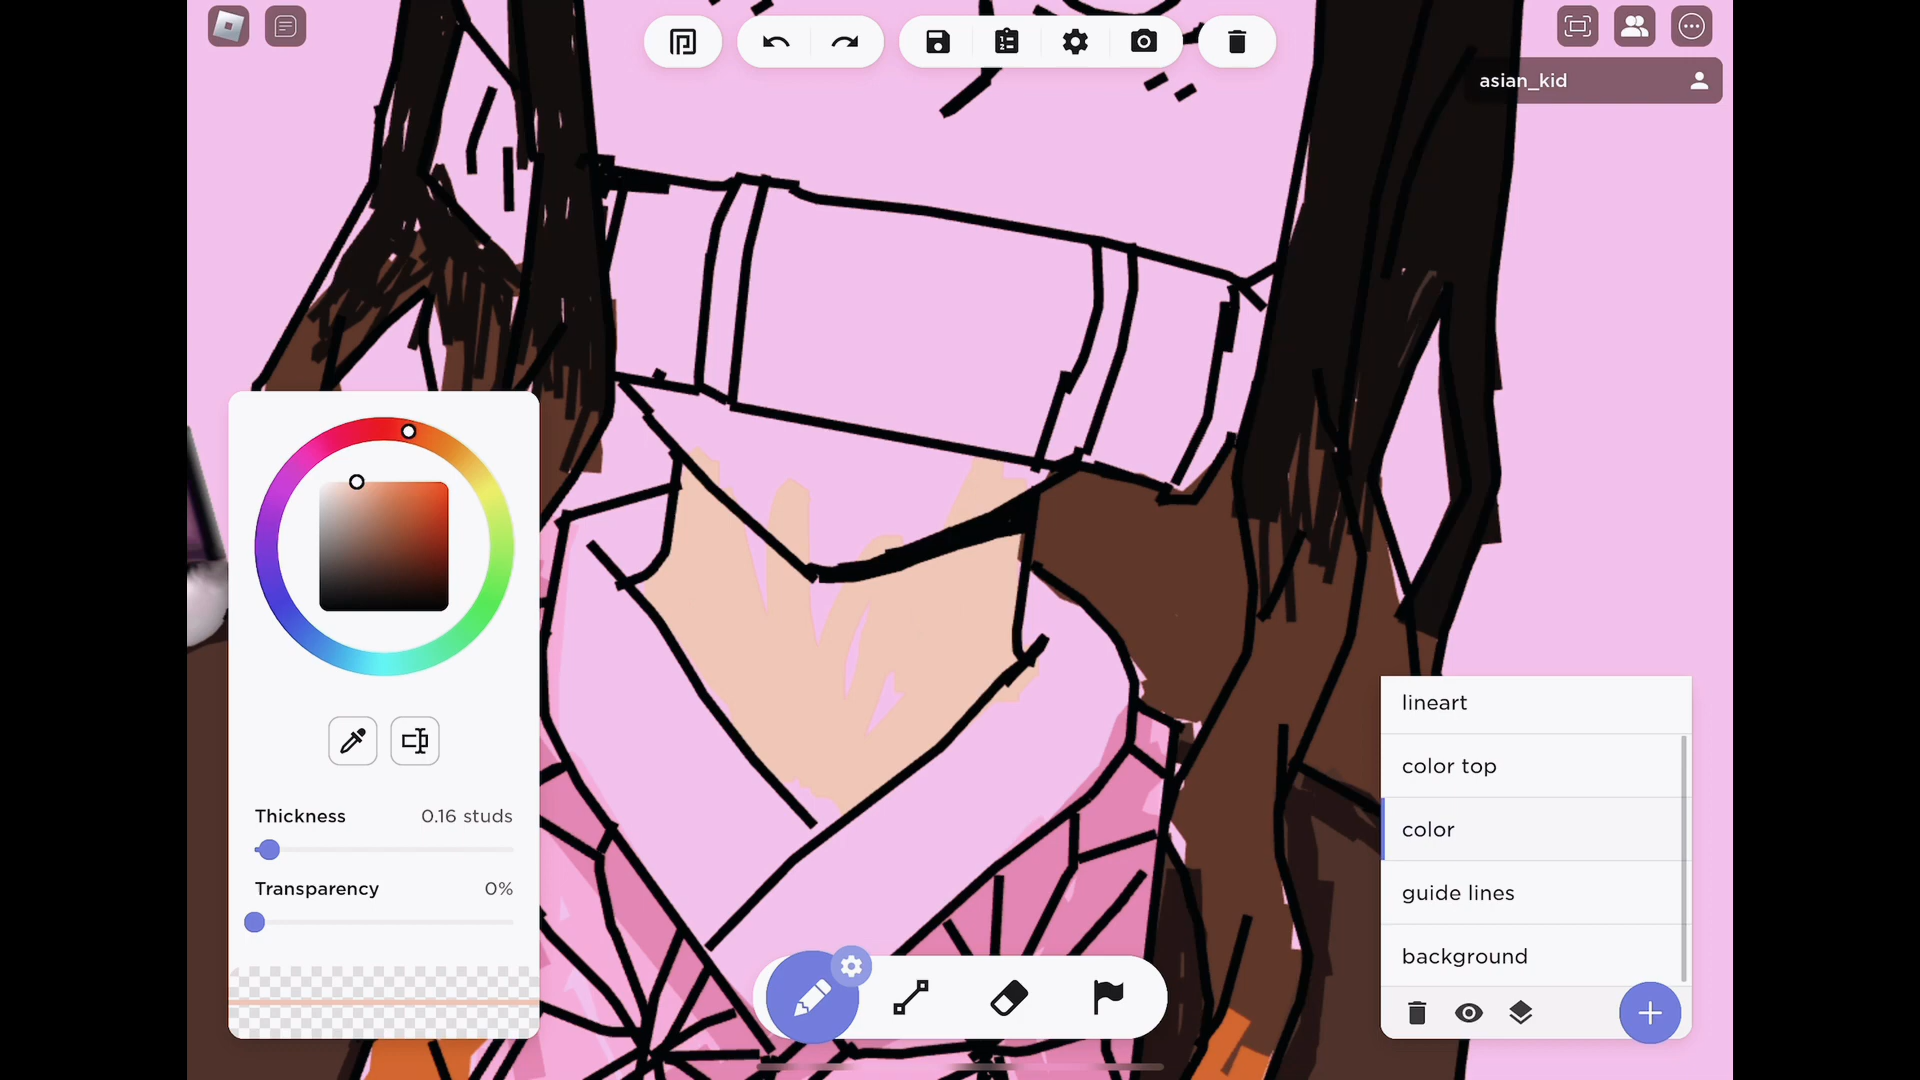 asian_kid
Thickness 0.16 studs
Transparency 0%
lineart
color top
color
guide lines
background